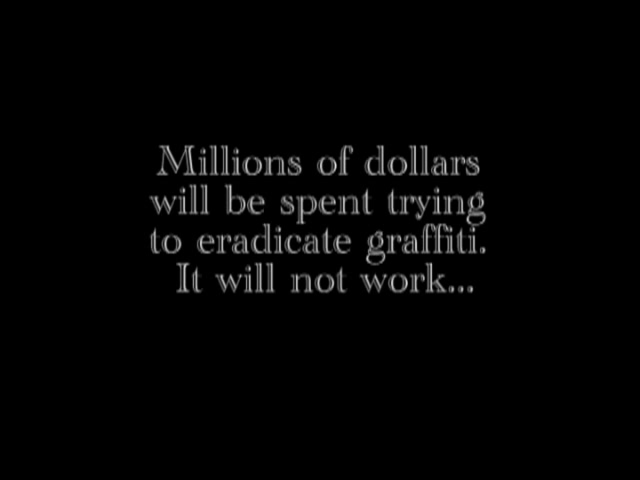 Millions of dollars
will be spent trying
to eradicate graffiti.
It will not work...